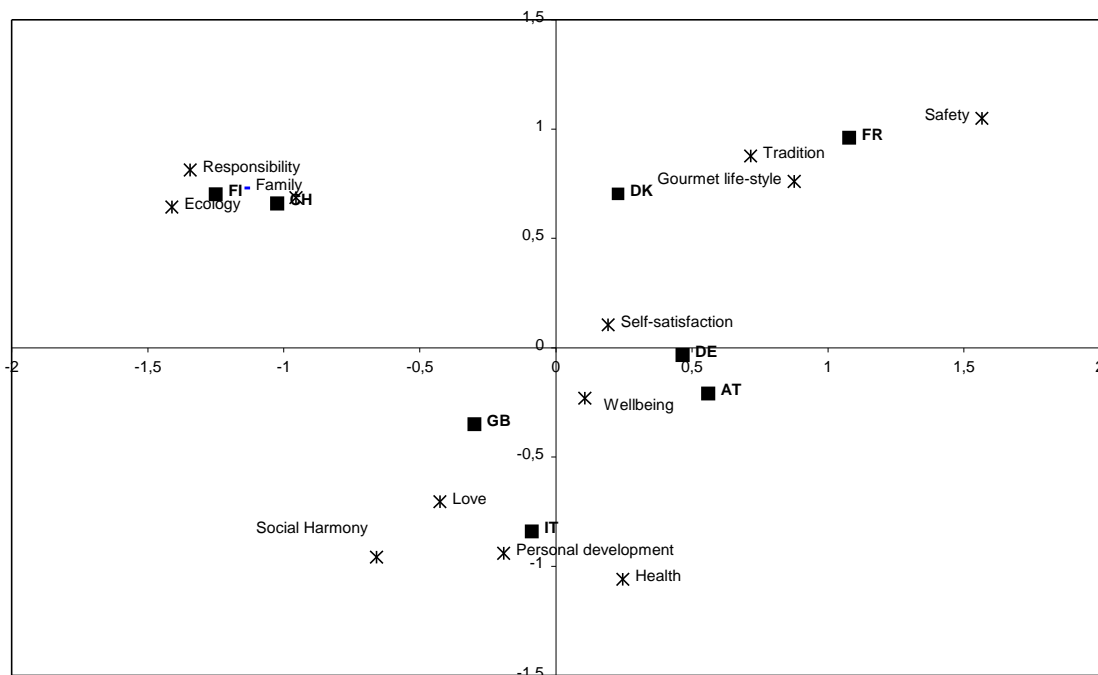 1,5
Safety
FR
1
Tradition
Responsibility
Gourmet life-style
FI - Family
DK
CH
Ecology
0,5
Self-satisfaction
0
DE
-2
-1,5
-1
-0,5
0
0,5
1
1,5
2
AT
Wellbeing
GB
-0,5
Love
Social Harmony
IT
Personal development
-1
Health
-1,5